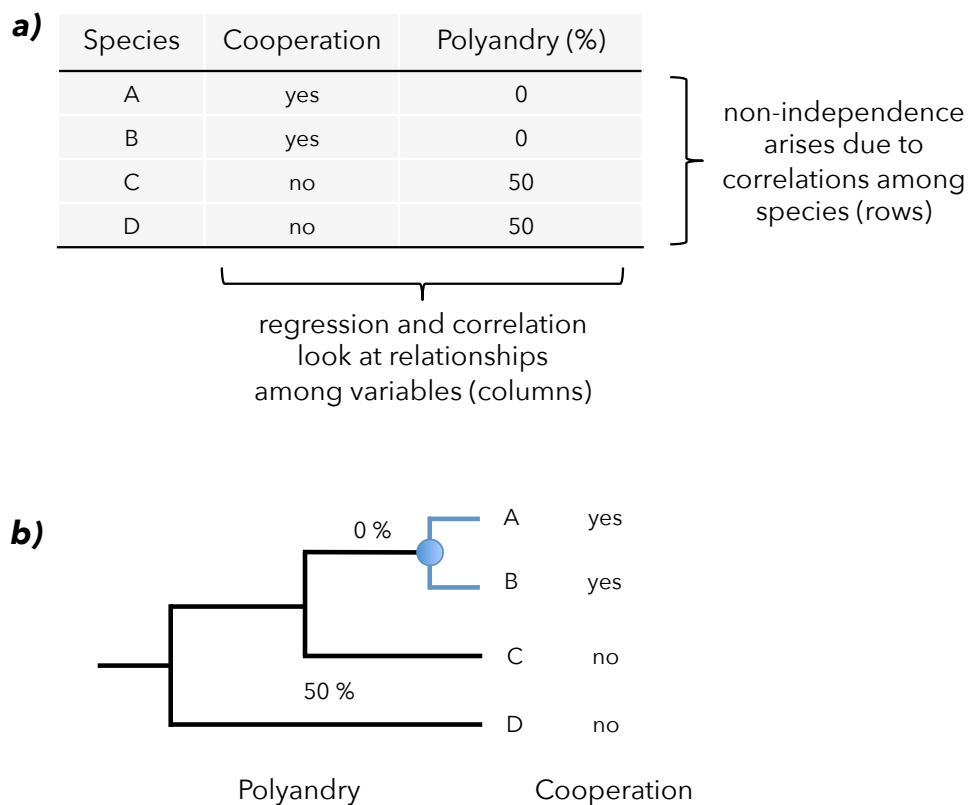 a)
Species Cooperation Polyandry (%)
A yes 0
B yes 0
C no 50
D no 50
non-independence
arises due to
correlations among
species (rows)
regression and correlation
look at relationships
among variables (columns)
b)
0 %
A yes
B yes
C no
50 %
D no
Polyandry Cooperation